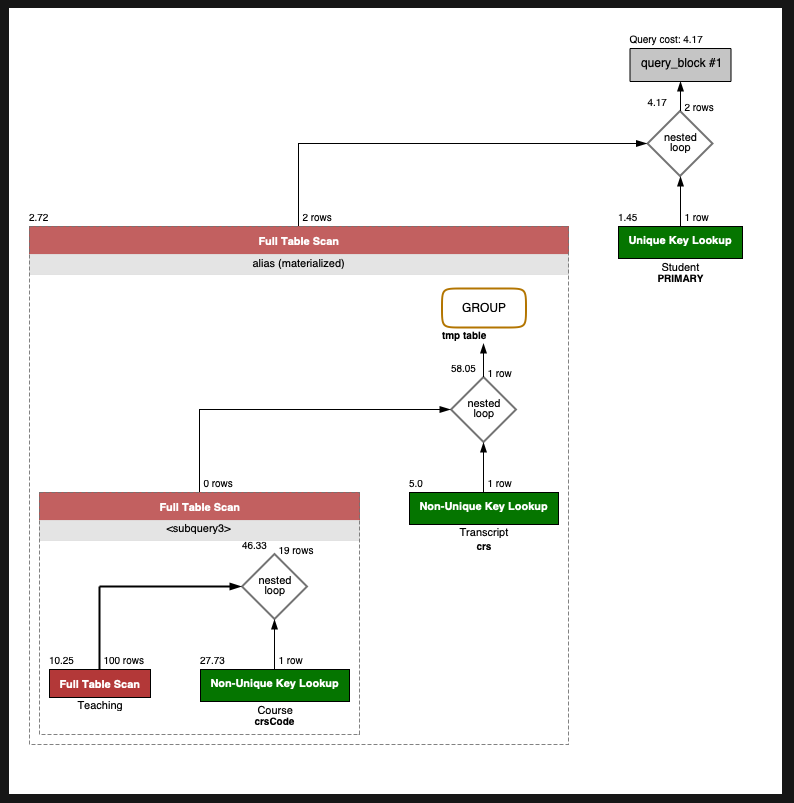 Query cost: 4.17
query_block #1
4.17
2 rows
nested
loop
2.72
2 rows
1.45
1 row
Full Table Scan
Unique Key Lookup
alias (materialized)
Student
PRIMARY
GROUP
tmp table
58.05
1 row
nested
loop
0 rows
5.0
1 row
Full Table Scan
Non-Unique Key Lookup
<subquery3>
Transcript
crs
46.33
19 rows
nested
loop
10.25
100 rows
27.73
1 row
Full Table Scan
Non-Unique Key Lookup
Teaching
Course
crsCode